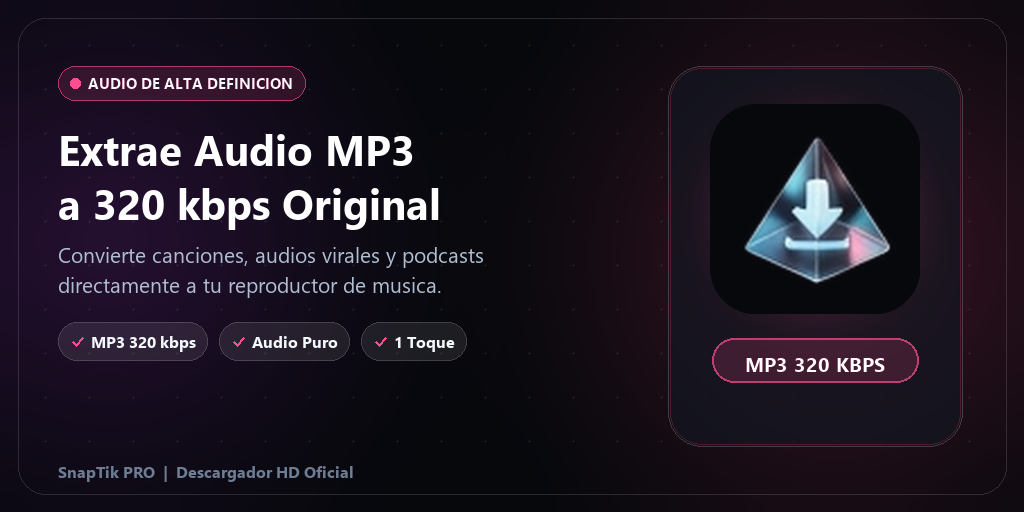 AUDIO DE ALTA DEFINICION
Extrae Audio MP3
a 320 kbps Original
Convierte canciones, audios virales y podcasts
directamente a tu reproductor de musica.
MP3 320 kbps
Audio Puro
1 Toque
MP3 320 KBPS
SnapTik PRO | Descargador HD Oficial